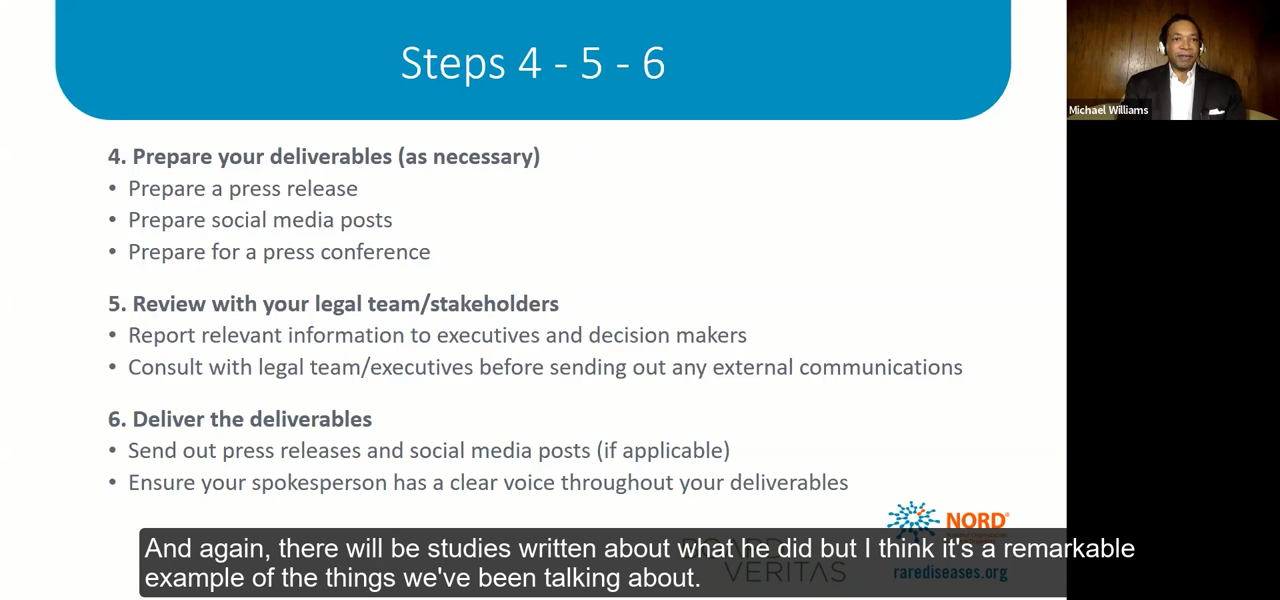 Steps 4 - 5 - 6
Michael Williams
4. Prepare your deliverables (as necessary)
• Prepare a press release
• Prepare social media posts
• Prepare for a press conference
5. Review with your legal team/stakeholders
• Report relevant information to executives and decision makers
• Consult with legal team/executives before sending out any external communications
6. Deliver the deliverables
• Send out press releases and social media posts (if applicable)
• Ensure your spokesperson has a clear voice throughout your deliverables
NORD®
VERITAS
rarediseases.org
And again, there will be studies written about what he did but I think it's a remarkable
example of the things we've been talking about.